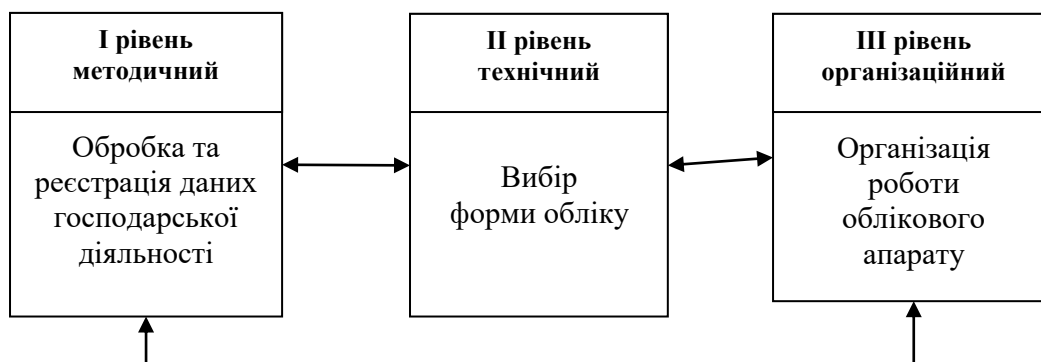 І рівень
методичний
Обробка та
реєстрація даних
господарської
діяльності
ІІ рівень
технічний
Вибір
форми обліку
ІІІ рівень
організаційний
Організація
роботи
облікового
апарату